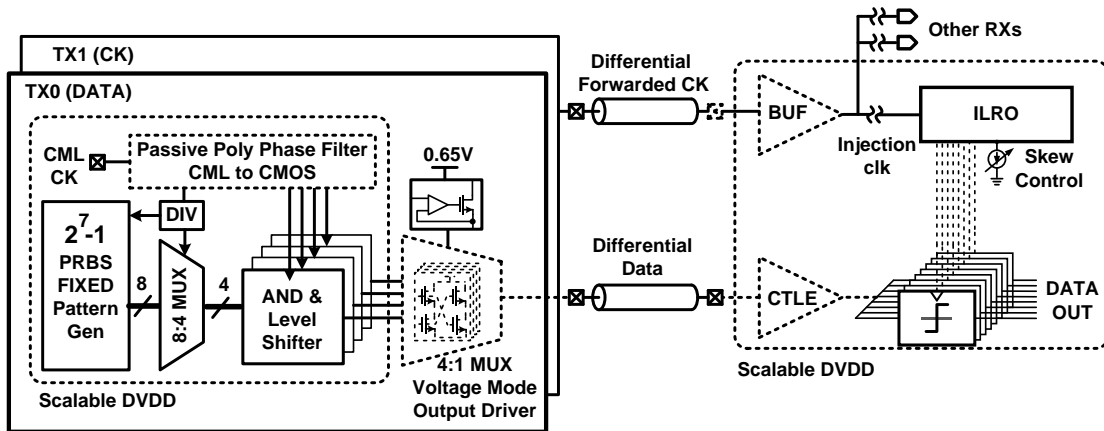 TX1 (CK)
TX0 (DATA)
CML
CK
Passive Poly Phase Filter
CML to CMOS
DIV
2^7-1
PRBS
FIXED
Pattern
Gen
8
8:4 MUX
4
AND &
Level
Shifter
Scalable DVDD
0.65V
4:1 MUX
Voltage Mode
Output Driver
Differential
Forwarded CK
Differential
Data
BUF
Other RXs
Injection
clk
ILRO
Skew
Control
CTLE
DATA
OUT
Scalable DVDD